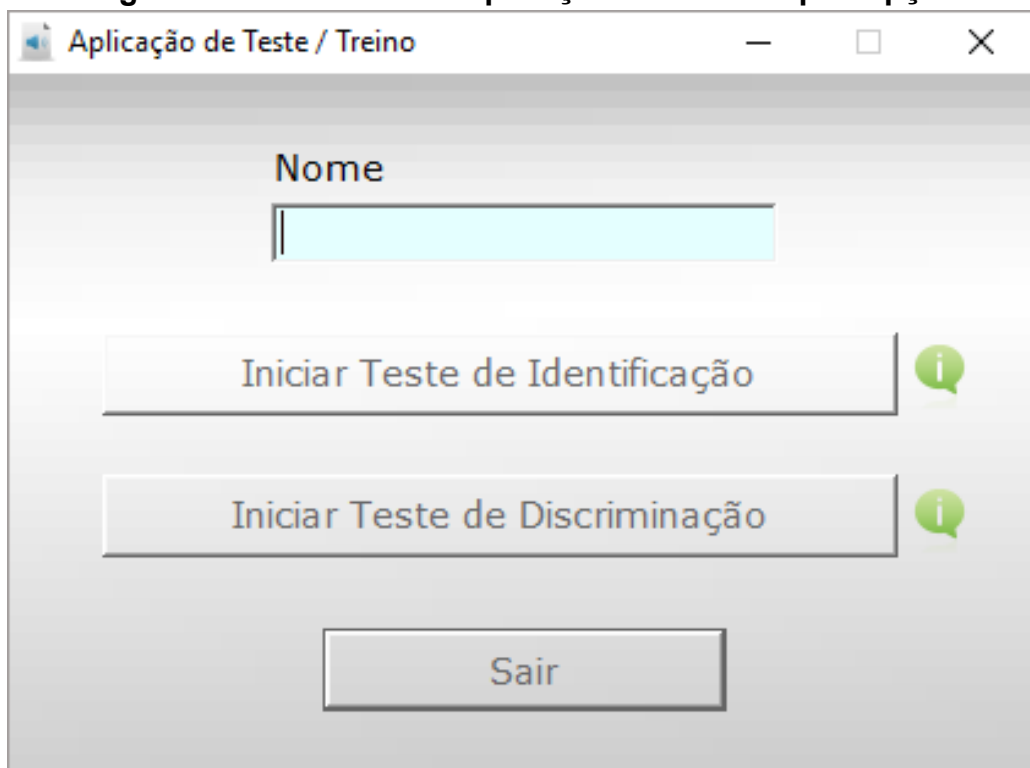 Aplicação de Teste / Treino
Nome
Iniciar Teste de Identificação
i
Iniciar Teste de Discriminação
i
Sair